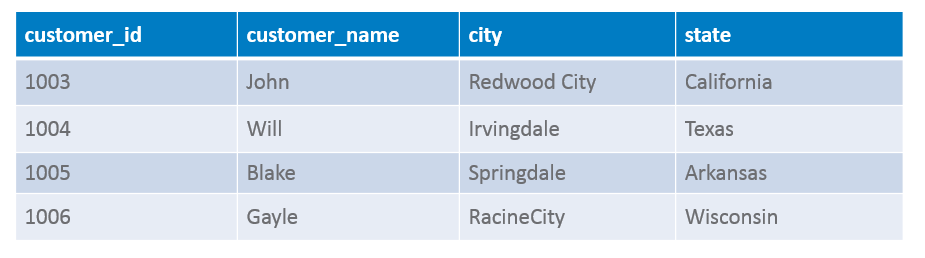 customer_id customer_name city state
1003 John Redwood City California
1004 Will Irvingdale Texas
1005 Blake Springdale Arkansas
1006 Gayle RacineCity Wisconsin